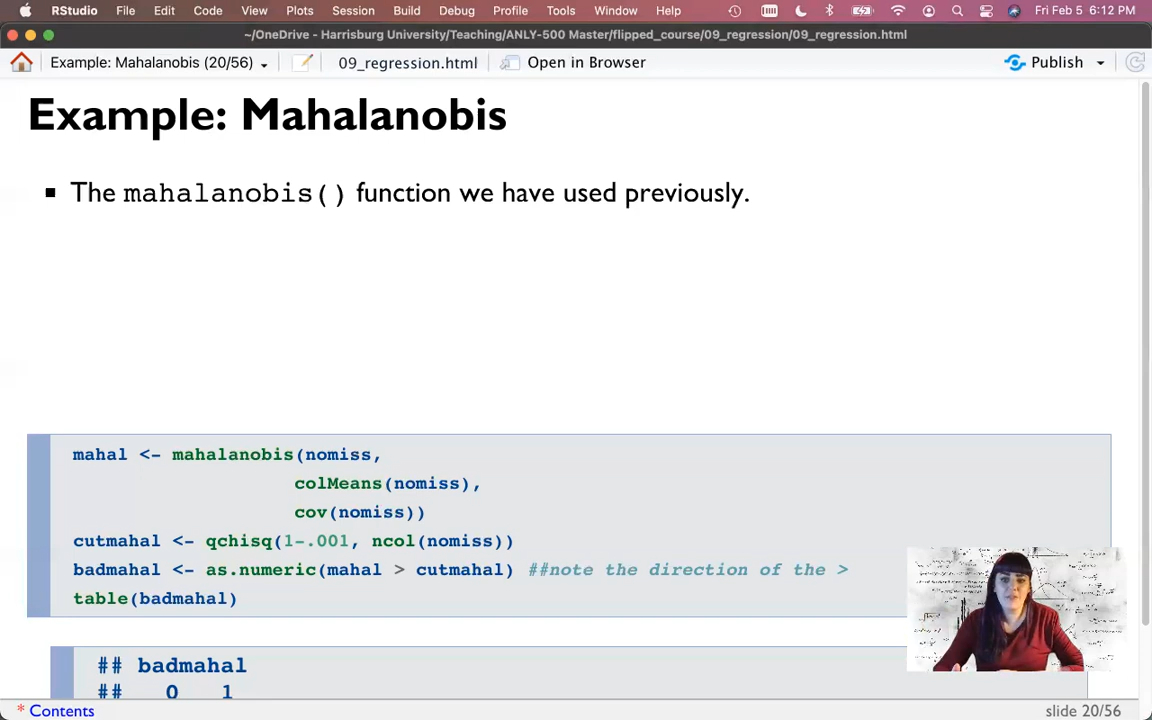 RStudio File Edit Code View Plots Session Build Debug Profile Tools Window Help Fri Feb 5 6:12 PM
~/OneDrive - Harrisburg University/Teaching/ANLY-500 Master/flipped_course/09_regression/09_regression.html
Example: Mahalanobis (20/56) 09_regression.html Open in Browser Publish
Example: Mahalanobis
The mahalanobis() function we have used previously.
mahal <- mahalanobis(nomiss,
colMeans(nomiss),
cov(nomiss))
cutmahal <- qchisq(1-.001, ncol(nomiss))
badmahal <- as.numeric(mahal > cutmahal) ##note the direction of the >
table(badmahal)
## badmahal
## 0 1
* Contents slide 20/56